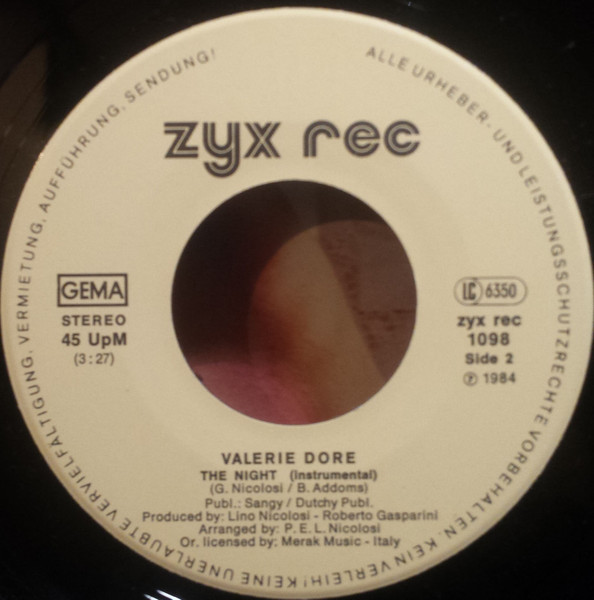 ALLE URHEBER- UND LEISTUNGSSCHUTZRECHTE VORBEHALTEN. KEIN VERLEIH! KEINE UNERLAUBTE VERVIELFÄLTIGUNG, VERMIETUNG, AUFFÜHRUNG, SENDUNG!
zyx rec
GEMA
STEREO
45 UpM
(3:27)
LC 6350
zyx rec
1098
Side 2
Ⓟ 1984
VALERIE DORE
THE NIGHT (instrumental)
(G. Nicolosi / B. Addoms)
Publ.: Sangy / Dutchy Publ.
Produced by: Lino Nicolosi - Roberto Gasparini
Arranged by: P.E.L. Nicolosi
Or. licensed by: Merak Music - Italy